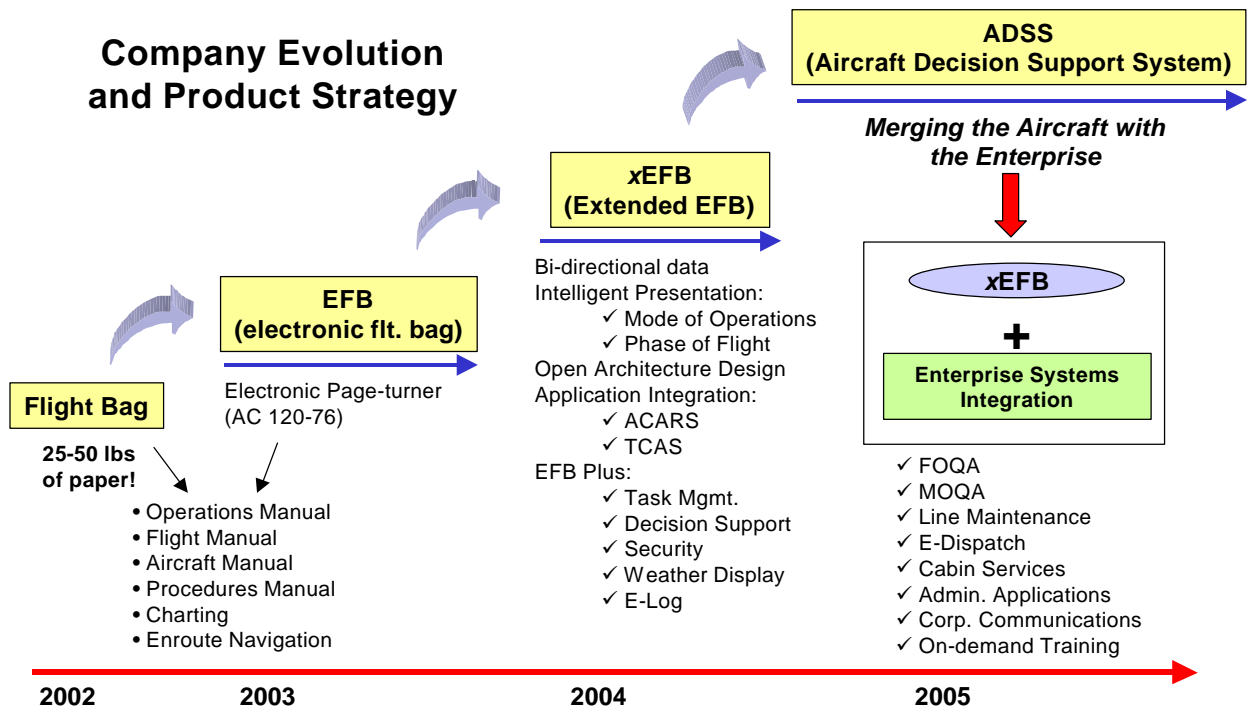 Company Evolution
and Product Strategy
Flight Bag
25-50 lbs
of paper!
EFB
(electronic flt. bag)
Electronic Page-turner
(AC 120-76)
• Operations Manual
• Flight Manual
• Aircraft Manual
• Procedures Manual
• Charting
• Enroute Navigation
xEFB
(Extended EFB)
Bi-directional data
Intelligent Presentation:
✓ Mode of Operations
✓ Phase of Flight
Open Architecture Design
Application Integration:
✓ ACARS
✓ TCAS
EFB Plus:
✓ Task Mgmt.
✓ Decision Support
✓ Security
✓ Weather Display
✓ E-Log
ADSS
(Aircraft Decision Support System)
Merging the Aircraft with
the Enterprise
xEFB
+
Enterprise Systems
Integration
✓ FOQA
✓ MOQA
✓ Line Maintenance
✓ E-Dispatch
✓ Cabin Services
✓ Admin. Applications
✓ Corp. Communications
✓ On-demand Training
2002
2003
2004
2005